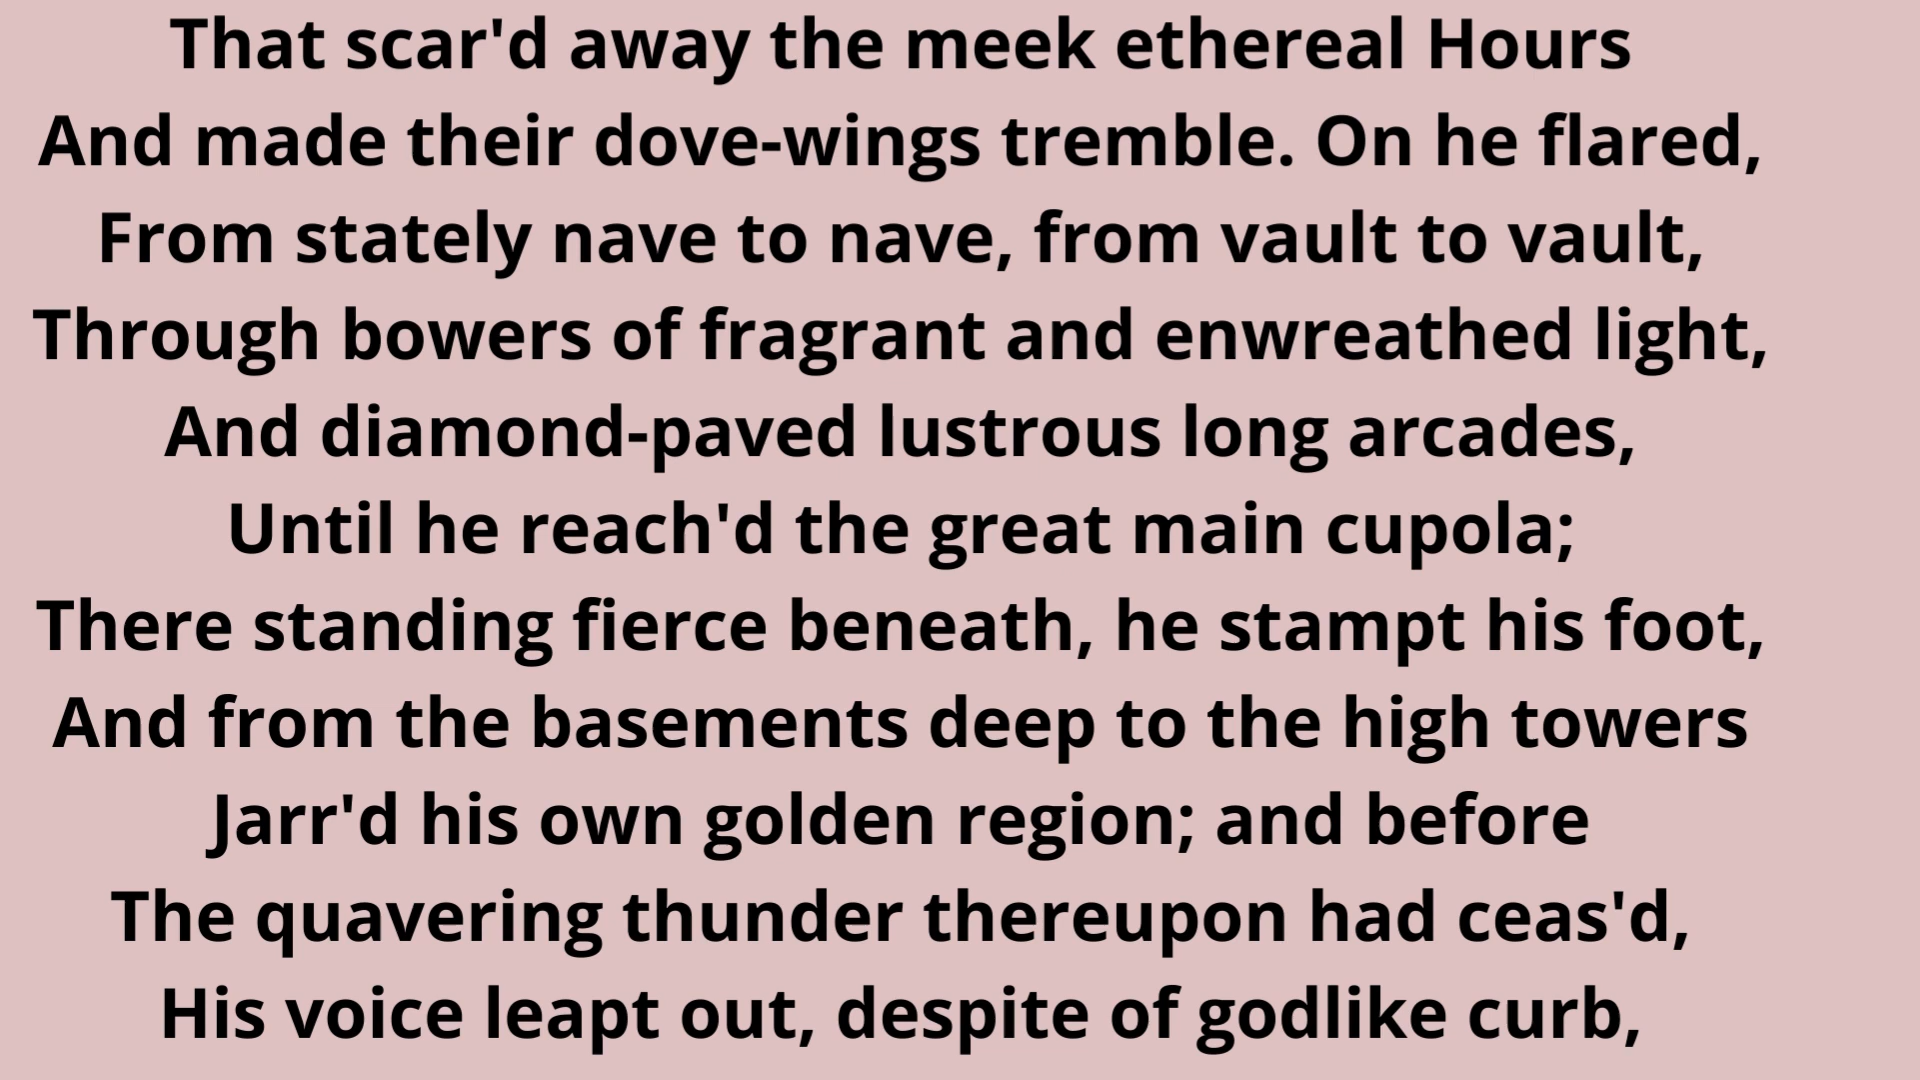 That scar'd away the meek ethereal Hours
And made their dove-wings tremble. On he flared,
From stately nave to nave, from vault to vault,
Through bowers of fragrant and enwreathed light,
And diamond-paved lustrous long arcades,
Until he reach'd the great main cupola;
There standing fierce beneath, he stampt his foot,
And from the basements deep to the high towers
Jarr'd his own golden region; and before
The quavering thunder thereupon had ceas'd,
His voice leapt out, despite of godlike curb,